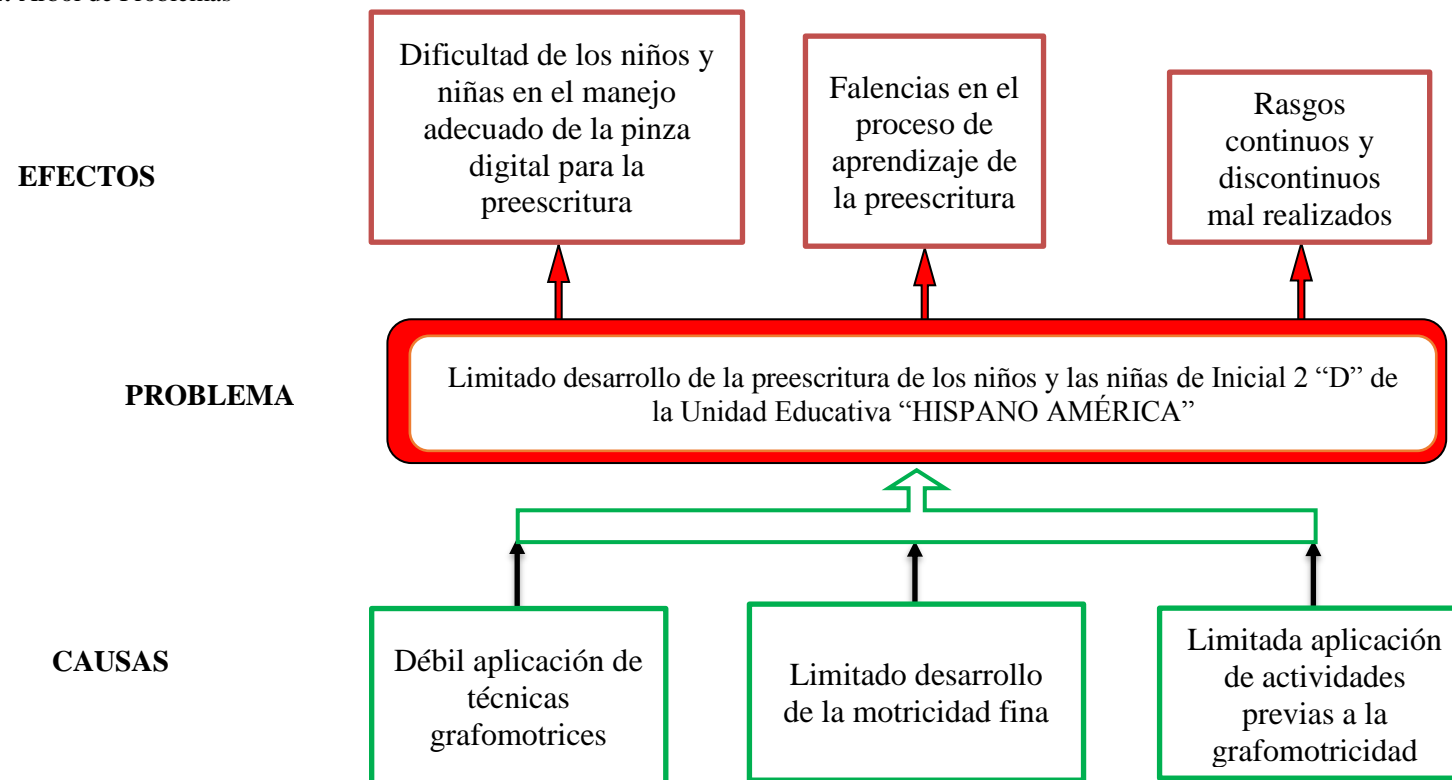 Árbol de Problemas
Dificultad de los niños y
niñas en el manejo
adecuado de la pinza
digital para la
preescritura
Falencias en el
proceso de
aprendizaje de
la preescritura
Rasgos
continuos y
discontinuos
mal realizados
EFECTOS
PROBLEMA
Limitado desarrollo de la preescritura de los niños y las niñas de Inicial 2 “D” de
la Unidad Educativa “HISPANO AMÉRICA”
CAUSAS
Débil aplicación de
técnicas
grafomotrices
Limitado desarrollo
de la motricidad fina
Limitada aplicación
de actividades
previas a la
grafomotricidad